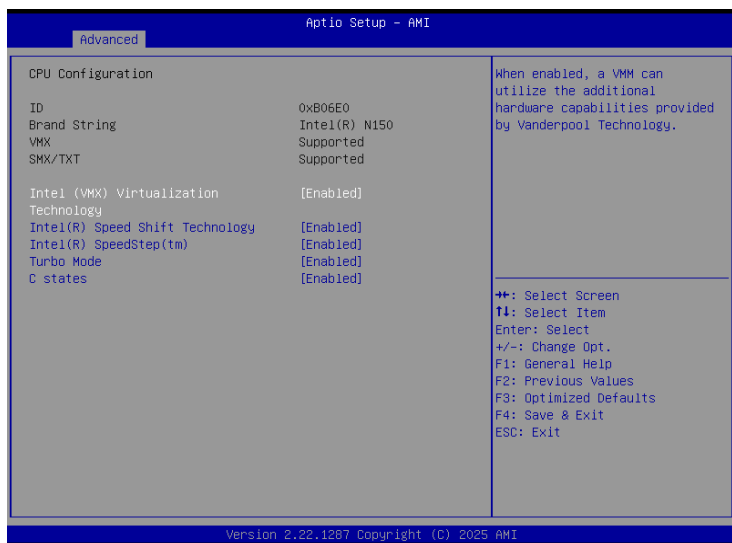 Aptio Setup – AMI
Advanced
CPU Configuration
ID 0xB06E0
Brand String Intel(R) N150
VMX Supported
SMX/TXT Supported
Intel (VMX) Virtualization [Enabled]
Technology
Intel(R) Speed Shift Technology [Enabled]
Intel(R) SpeedStep(tm) [Enabled]
Turbo Mode [Enabled]
C states [Enabled]
When enabled, a VMM can
utilize the additional
hardware capabilities provided
by Vanderpool Technology.
→←: Select Screen
↑↓: Select Item
Enter: Select
+/-: Change Opt.
F1: General Help
F2: Previous Values
F3: Optimized Defaults
F4: Save & Exit
ESC: Exit
Version 2.22.1287 Copyright (C) 2025 AMI